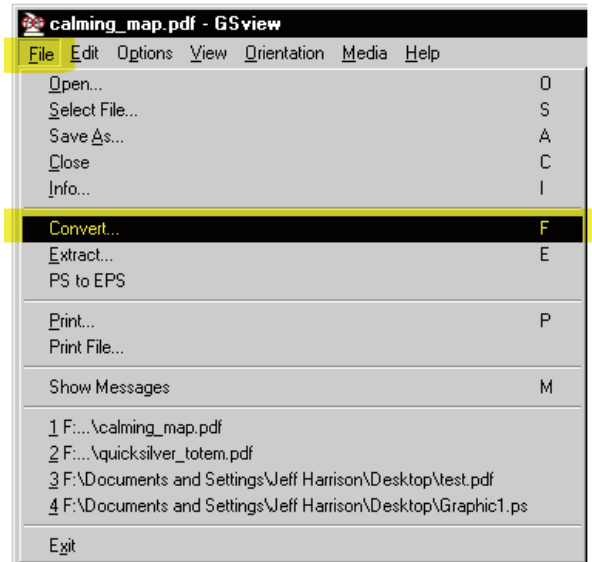 calming_map.pdf - GSview
File Edit Options View Orientation Media Help
Open... O
Select File... S
Save As... A
Close C
Info... I
Convert... F
Extract... E
PS to EPS
Print... P
Print File...
Show Messages M
1 F:...\calming_map.pdf
2 F:...\quicksilver_totem.pdf
3 F:\Documents and Settings\Jeff Harrison\Desktop\test.pdf
4 F:\Documents and Settings\Jeff Harrison\Desktop\Graphic1.ps
Exit